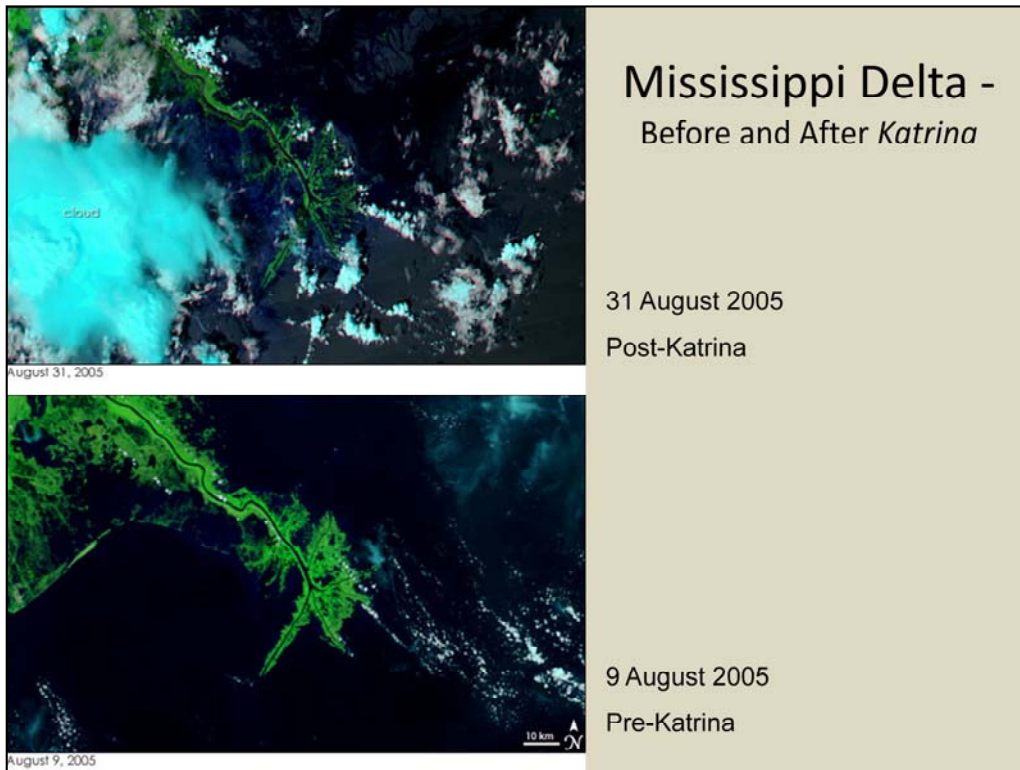 Mississippi Delta -
Before and After Katrina
cloud
31 August 2005
Post-Katrina
August 31, 2005
9 August 2005
Pre-Katrina
10 km
N
August 9, 2005